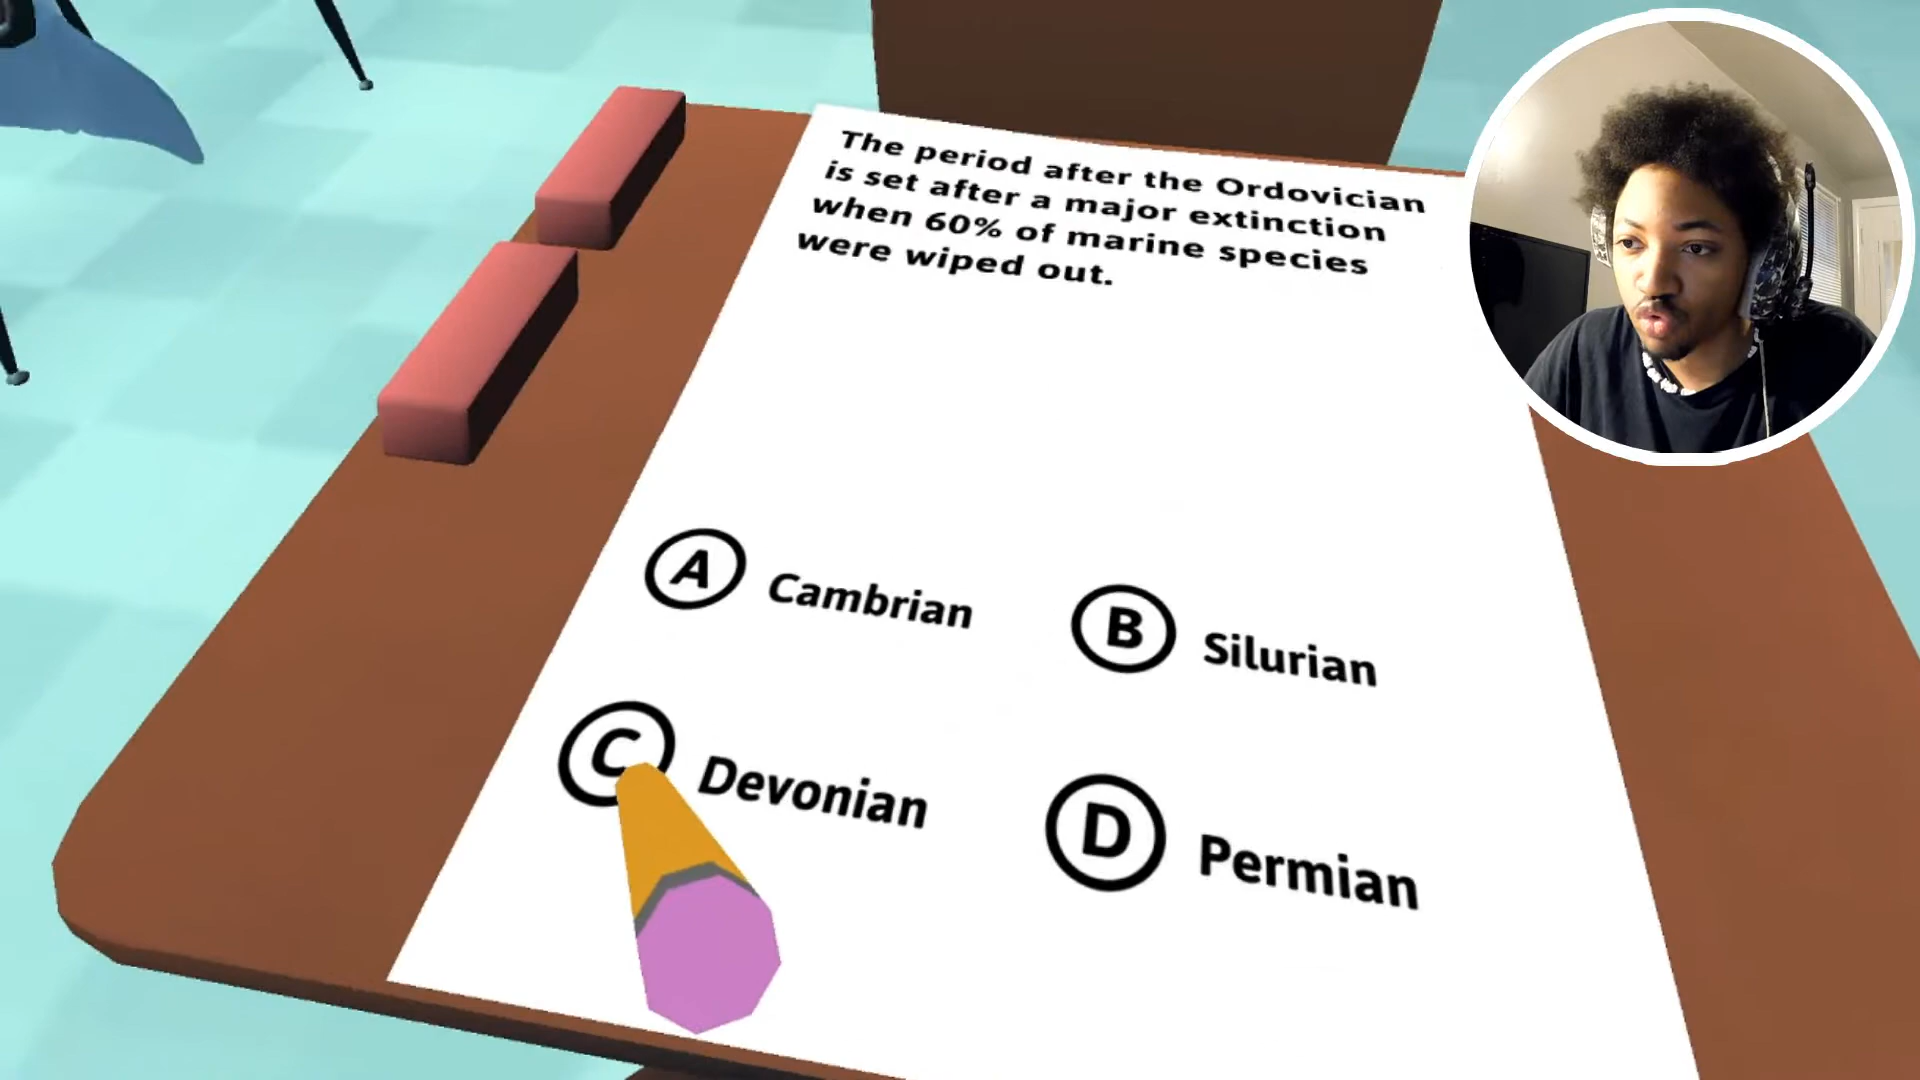 The period after the Ordovician
is set after a major extinction
when 60% of marine species
were wiped out.
A Cambrian
B Silurian
C Devonian
D Permian